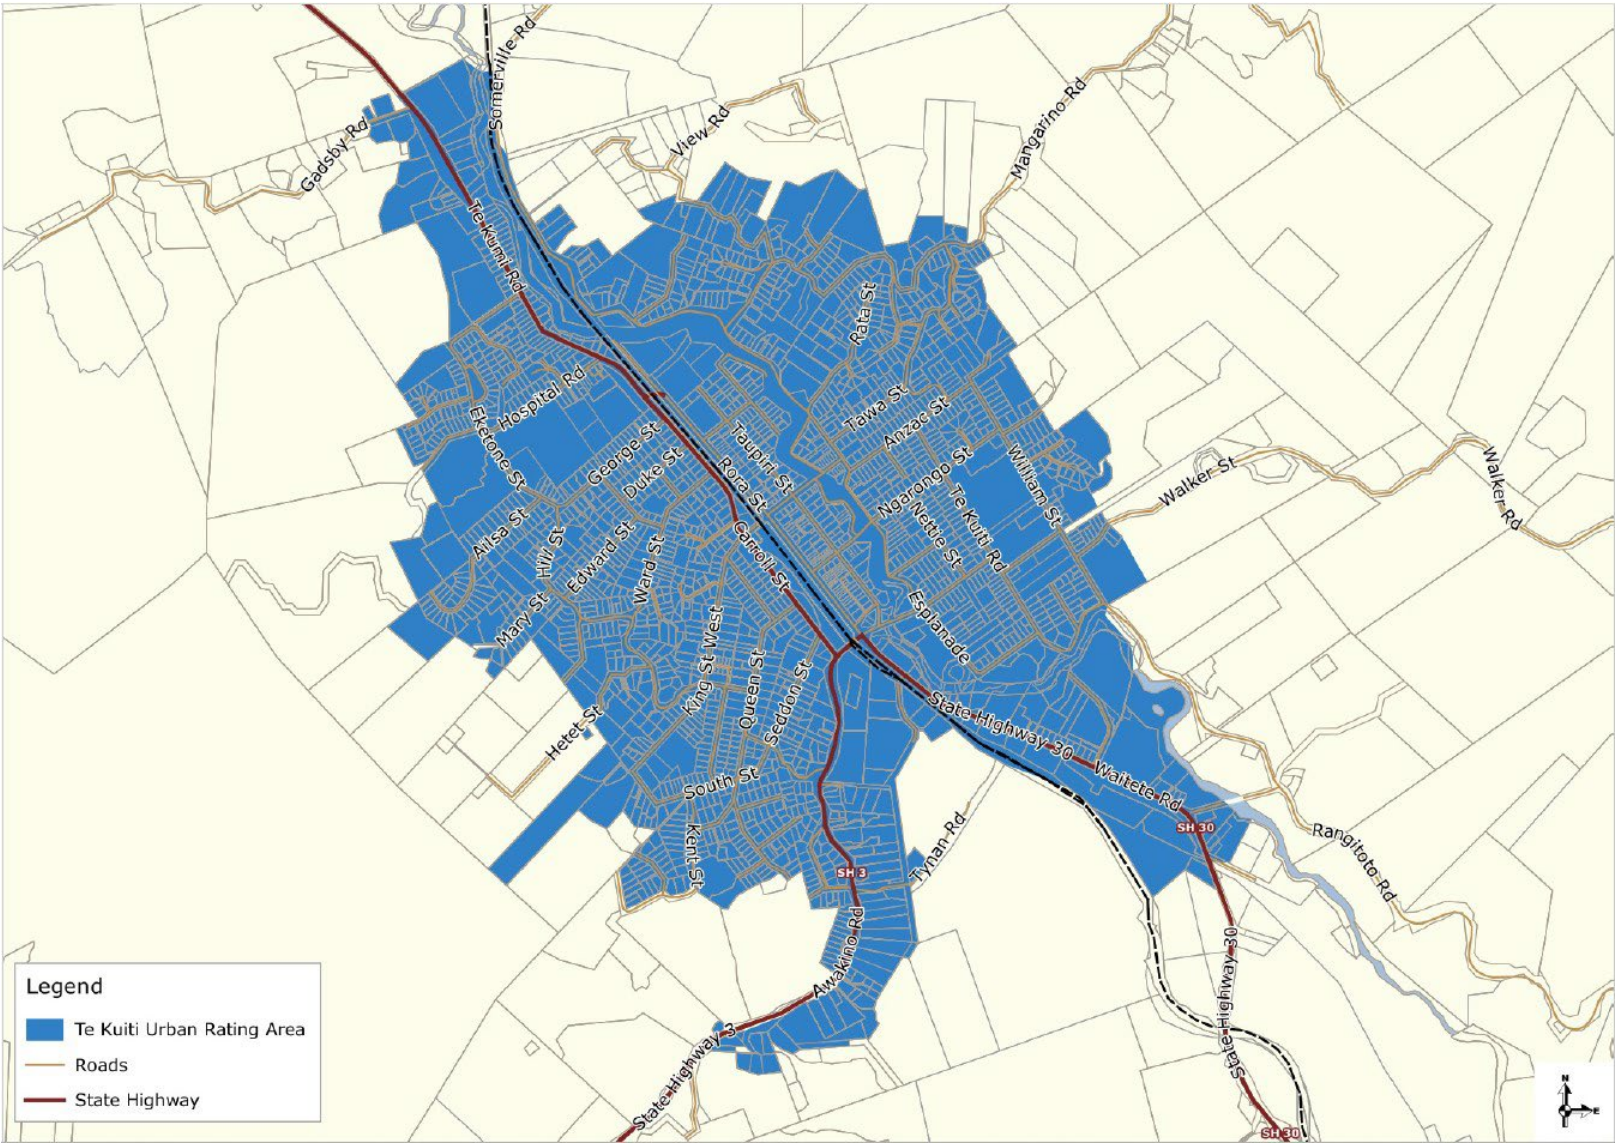 Somerville Rd
View Rd
Mangarino Rd
Gadsby Rd
Te Kumi Rd
Rata St
Hospital Rd
Eketone St
Tawa St
Anzac St
George St
Duke St
Taupiri St
Rora St
Ngarongo St
William St
Walker St
Walker Rd
Te Kuiti Rd
Nettie St
Ailsa St
Hill St
Edward St
Ward St
Carroll St
Mary St
Esplanade
King St West
Queen St
Seddon St
Hetet St
State Highway 30
Waitete Rd
South St
SH 30
Kent St
Tynan Rd
Rangitoto Rd
SH 3
Awakino Rd
State Highway 30
State Highway 3
SH 30
Legend
Te Kuiti Urban Rating Area
Roads
State Highway
N
E